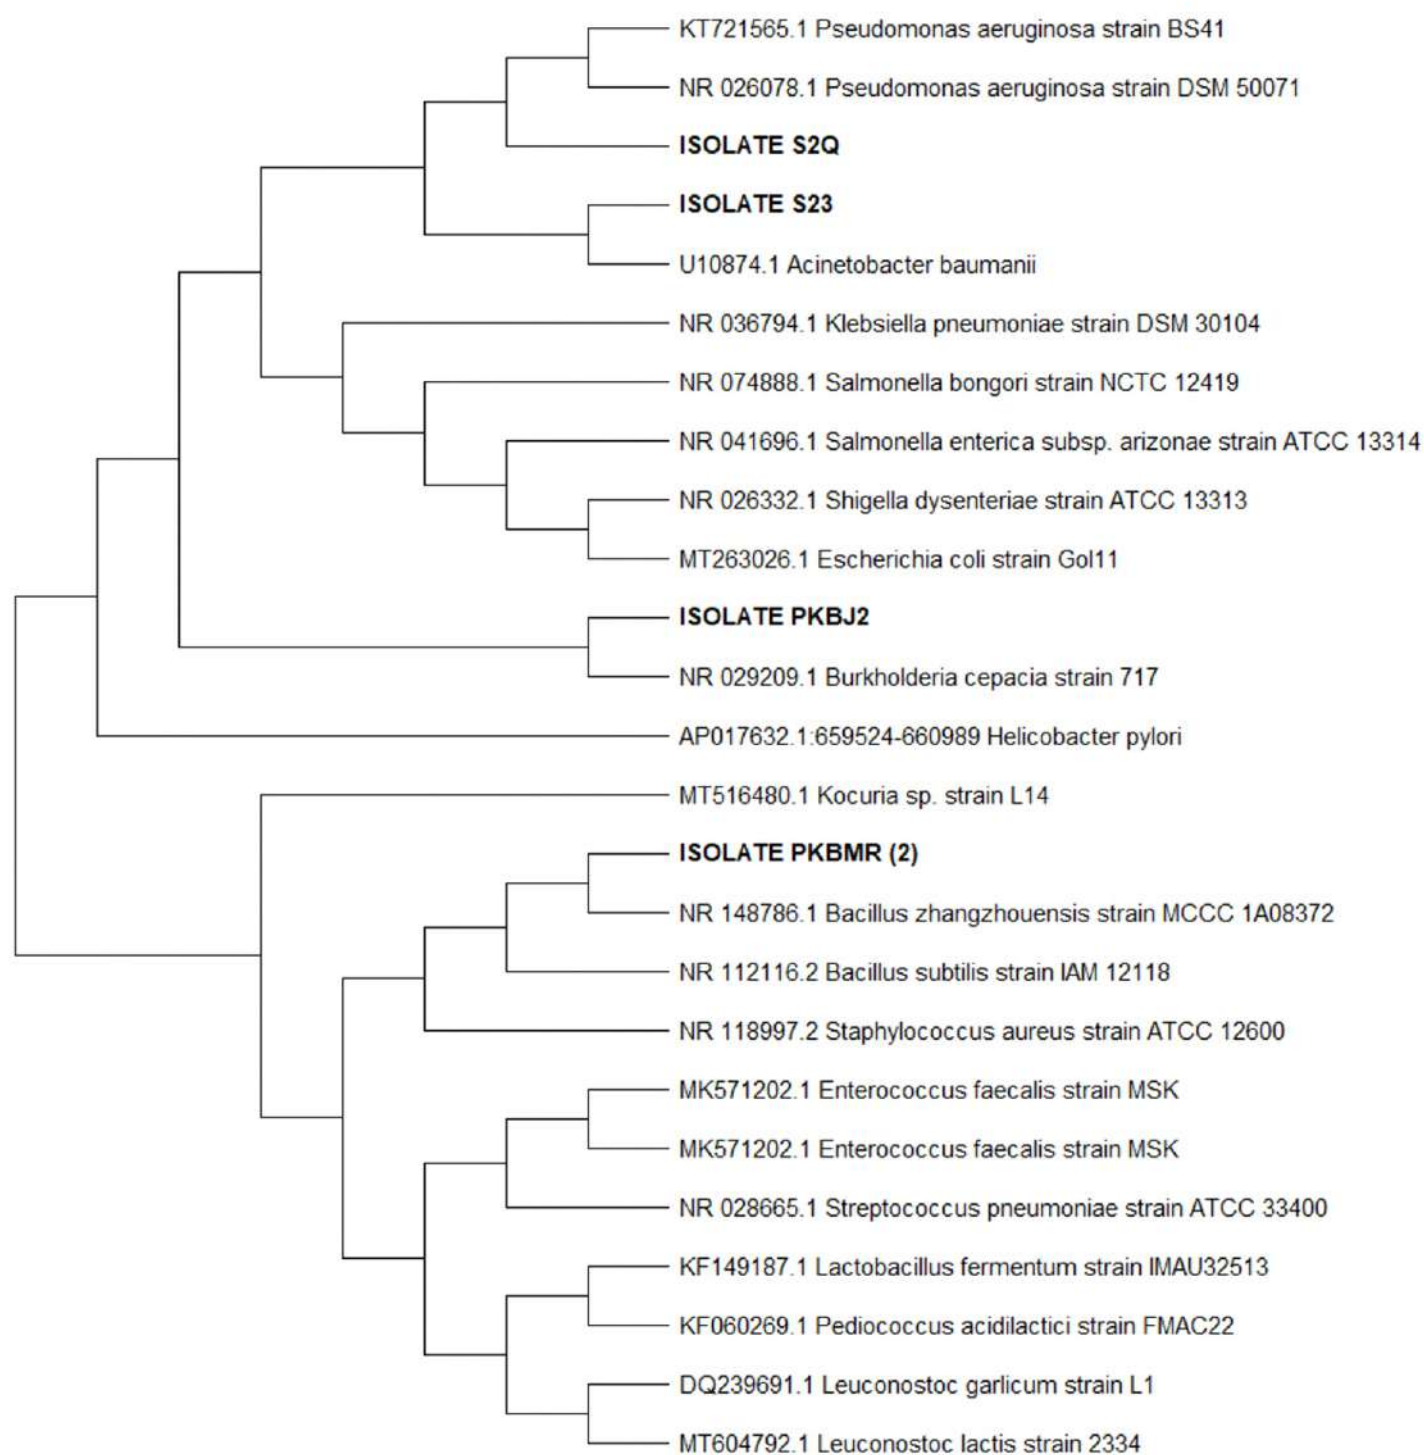 KT721565.1 Pseudomonas aeruginosa strain BS41
NR 026078.1 Pseudomonas aeruginosa strain DSM 50071
ISOLATE S2Q
ISOLATE S23
U10874.1 Acinetobacter baumanii
NR 036794.1 Klebsiella pneumoniae strain DSM 30104
NR 074888.1 Salmonella bongori strain NCTC 12419
NR 041696.1 Salmonella enterica subsp. arizonae strain ATCC 13314
NR 026332.1 Shigella dysenteriae strain ATCC 13313
MT263026.1 Escherichia coli strain Gol11
ISOLATE PKBJ2
NR 029209.1 Burkholderia cepacia strain 717
AP017632.1:659524-660989 Helicobacter pylori
MT516480.1 Kocuria sp. strain L14
ISOLATE PKBMR (2)
NR 148786.1 Bacillus zhangzhouensis strain MCCC 1A08372
NR 112116.2 Bacillus subtilis strain IAM 12118
NR 118997.2 Staphylococcus aureus strain ATCC 12600
MK571202.1 Enterococcus faecalis strain MSK
MK571202.1 Enterococcus faecalis strain MSK
NR 028665.1 Streptococcus pneumoniae strain ATCC 33400
KF149187.1 Lactobacillus fermentum strain IMAU32513
KF060269.1 Pediococcus acidilactici strain FMAC22
DQ239691.1 Leuconostoc garlicum strain L1
MT604792.1 Leuconostoc lactis strain 2334